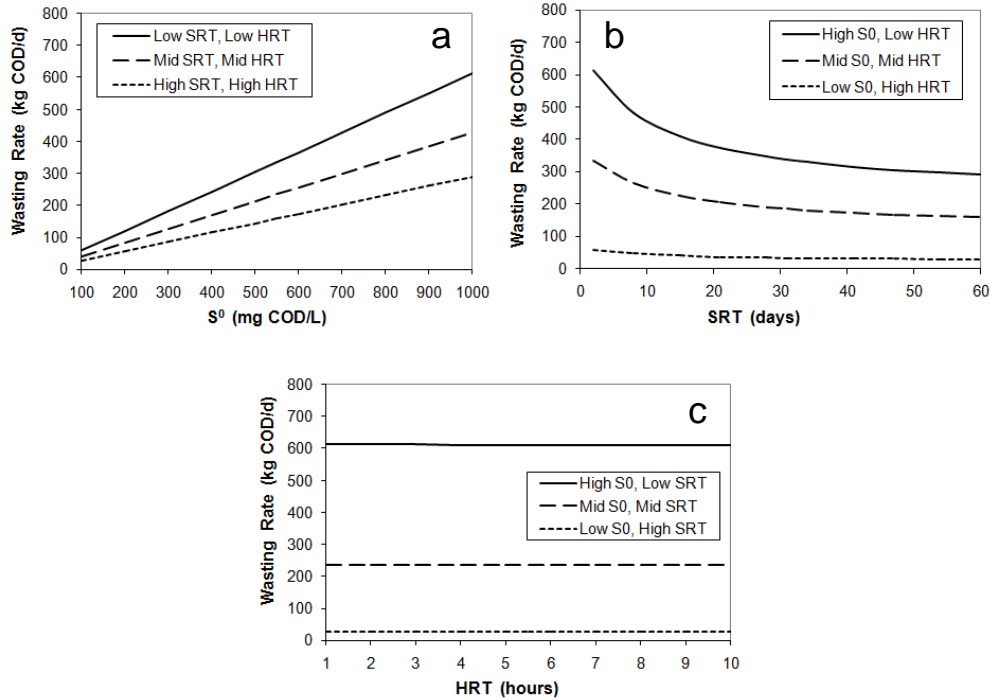 a
Wasting Rate (kg COD/d)
800
700
600
500
400
300
200
100
0
Low SRT, Low HRT
Mid SRT, Mid HRT
High SRT, High HRT
100 200 300 400 500 600 700 800 900 1000
S⁰ (mg COD/L)
b
Wasting Rate (kg COD/d)
800
700
600
500
400
300
200
100
0
High S0, Low HRT
Mid S0, Mid HRT
Low S0, High HRT
0 10 20 30 40 50 60
SRT (days)
c
Wasting Rate (kg COD/d)
800
700
600
500
400
300
200
100
0
High S0, Low SRT
Mid S0, Mid SRT
Low S0, High SRT
1 2 3 4 5 6 7 8 9 10
HRT (hours)